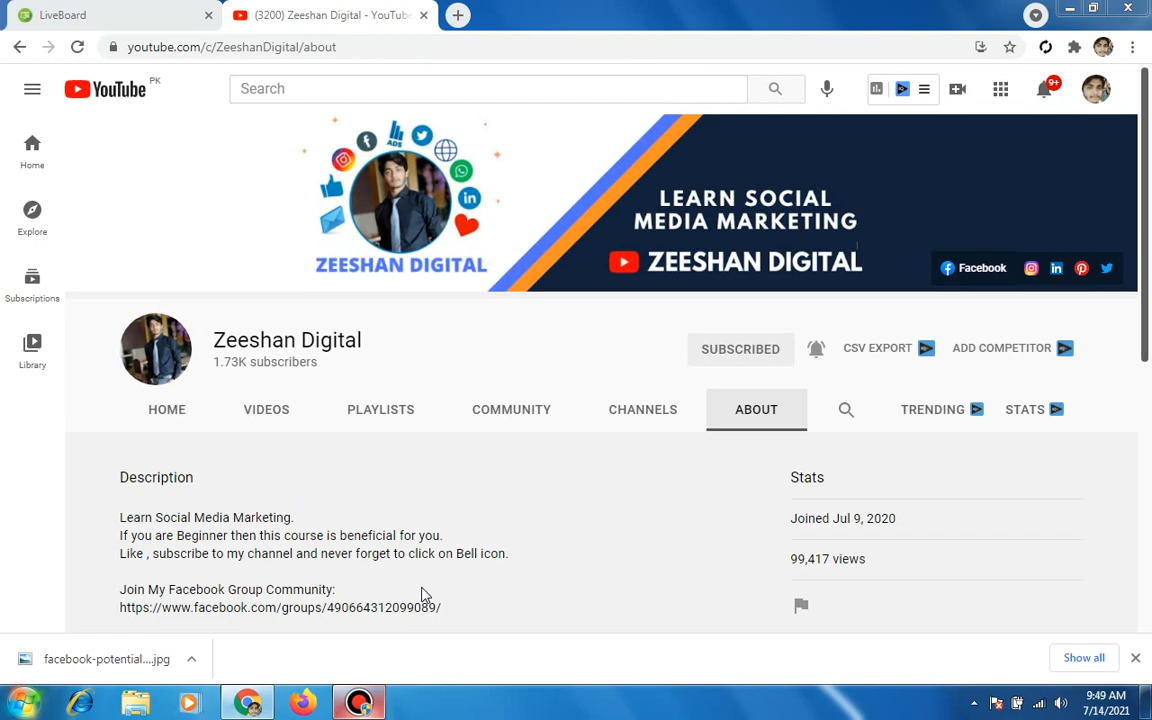 LiveBoard
(3200) Zeeshan Digital - YouTube
youtube.com/c/ZeeshanDigital/about
YouTube PK
Search
9+
Home
Explore
Subscriptions
Library
ADS
ZEESHAN DIGITAL
LEARN SOCIAL
MEDIA MARKETING
ZEESHAN DIGITAL
Facebook
Zeeshan Digital
1.73K subscribers
SUBSCRIBED
CSV EXPORT
ADD COMPETITOR
HOME
VIDEOS
PLAYLISTS
COMMUNITY
CHANNELS
ABOUT
TRENDING
STATS
Description
Learn Social Media Marketing.
If you are Beginner then this course is beneficial for you.
Like , subscribe to my channel and never forget to click on Bell icon.
Join My Facebook Group Community:
https://www.facebook.com/groups/490664312099089/
Stats
Joined Jul 9, 2020
99,417 views
facebook-potential....jpg
Show all
9:49 AM
7/14/2021